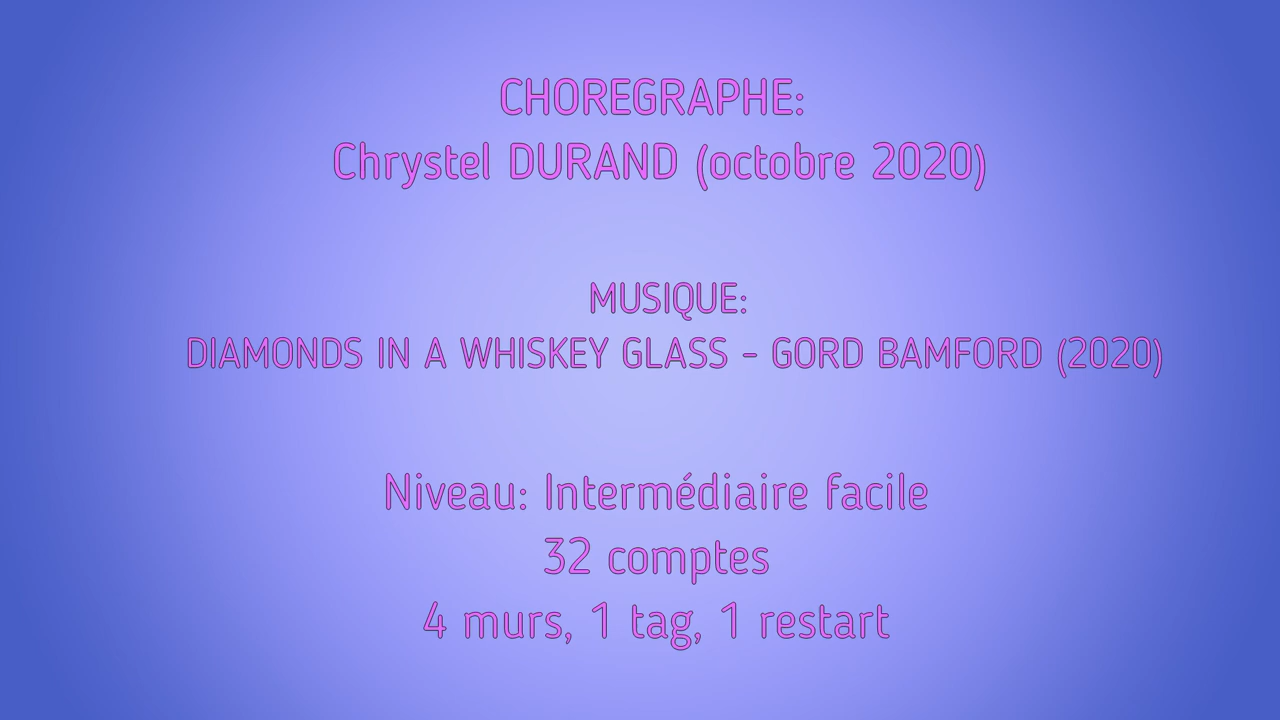 CHOREGRAPHE:
Chrystel DURAND (octobre 2020)
MUSIQUE:
DIAMONDS IN A WHISKEY GLASS - GORD BAMFORD (2020)
Niveau: Intermédiaire facile
32 comptes
4 murs, 1 tag, 1 restart